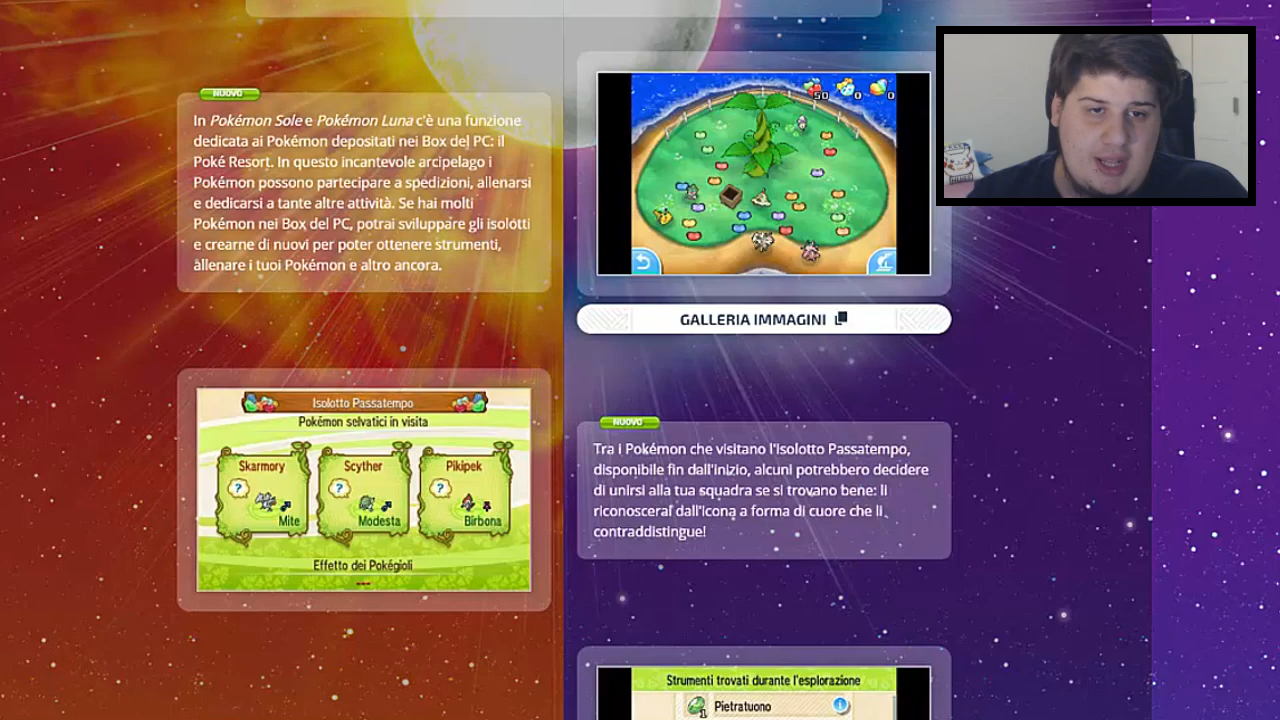 NUOVO
In Pokémon Sole e Pokémon Luna c'è una funzione
dedicata ai Pokémon depositati nei Box del PC: il
Poké Resort. In questo incantevole arcipelago i
Pokémon possono partecipare a spedizioni, allenarsi
e dedicarsi a tante altre attività. Se hai molti
Pokémon nei Box del PC, potrai sviluppare gli isolotti
e crearne di nuovi per poter ottenere strumenti,
allenare i tuoi Pokémon e altro ancora.
50 0 0
GALLERIA IMMAGINI
Isolotto Passatempo
Pokémon selvatici in visita
Skarmory Scyther Pikipek
? ? ?
Mite Modesta Birbona
Effetto dei Pokégioli
---
NUOVO
Tra i Pokémon che visitano l'Isolotto Passatempo,
disponibile fin dall'inizio, alcuni potrebbero decidere
di unirsi alla tua squadra se si trovano bene: li
riconoscerai dall'icona a forma di cuore che li
contraddistingue!
Strumenti trovati durante l'esplorazione
1 Pietratuono i